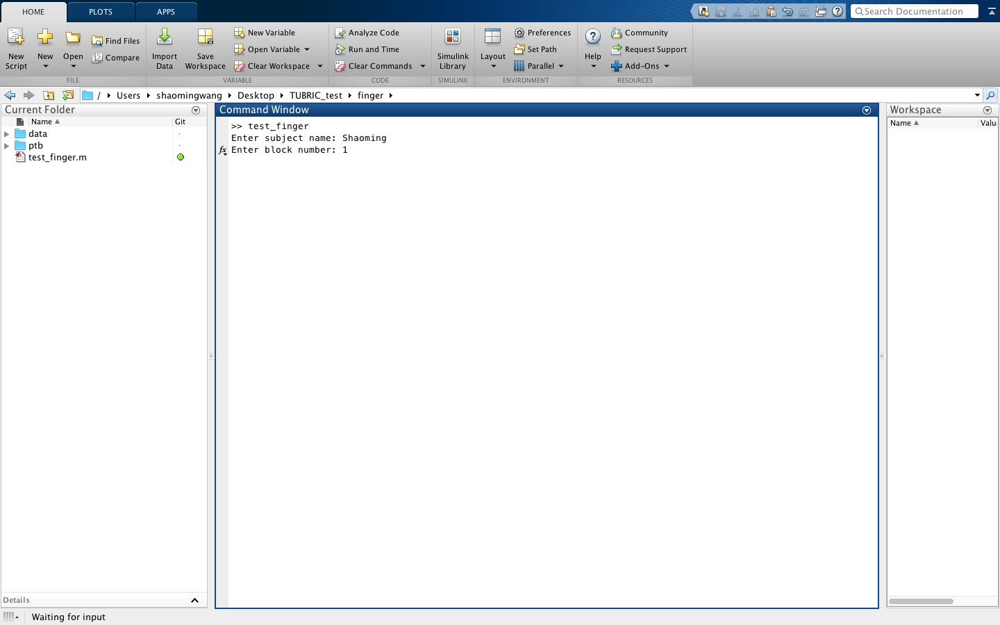 HOME
PLOTS
APPS
Search Documentation
New Script
New
Open
Find Files
Compare
Import Data
Save Workspace
New Variable
Open Variable
Clear Workspace
Analyze Code
Run and Time
Clear Commands
Simulink Library
Layout
Preferences
Set Path
Parallel
Help
Community
Request Support
Add-Ons
FILE
VARIABLE
CODE
SIMULINK
ENVIRONMENT
RESOURCES
/ Users shaomingwang Desktop TUBRIC_test finger
Current Folder
Name Git
data
ptb
test_finger.m
Details
Command Window
>> test_finger
Enter subject name: Shaoming
fx Enter block number: 1
Workspace
Name Valu
Waiting for input